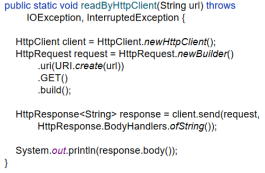 public static void readByHttpClient(String url) throws
IOException, InterruptedException {
HttpClient client = HttpClient.newHttpClient();
HttpRequest request = HttpRequest.newBuilder()
.uri(URI.create(url))
.GET()
.build();
HttpResponse<String> response = client.send(request,
HttpResponse.BodyHandlers.ofString());
System.out.println(response.body());
}